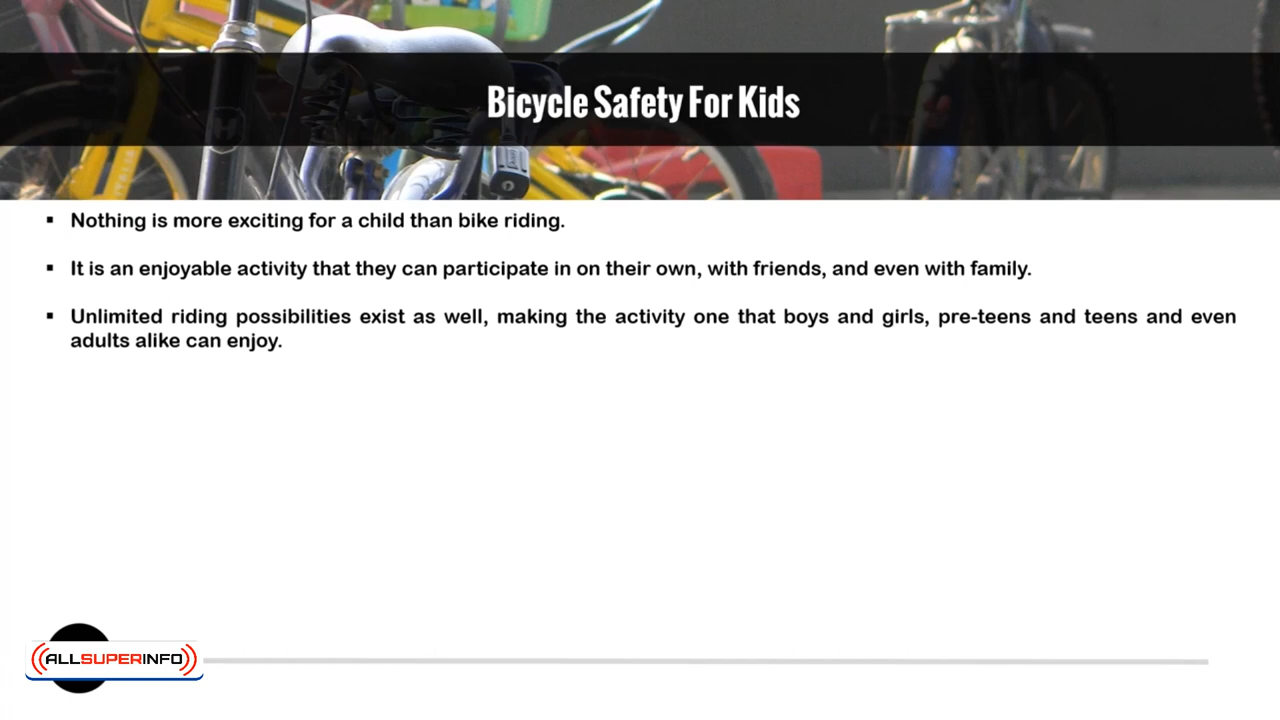 Bicycle Safety For Kids
▪ Nothing is more exciting for a child than bike riding.
▪ It is an enjoyable activity that they can participate in on their own, with friends, and even with family.
▪ Unlimited riding possibilities exist as well, making the activity one that boys and girls, pre-teens and teens and even
adults alike can enjoy.
ALLSUPERINFO